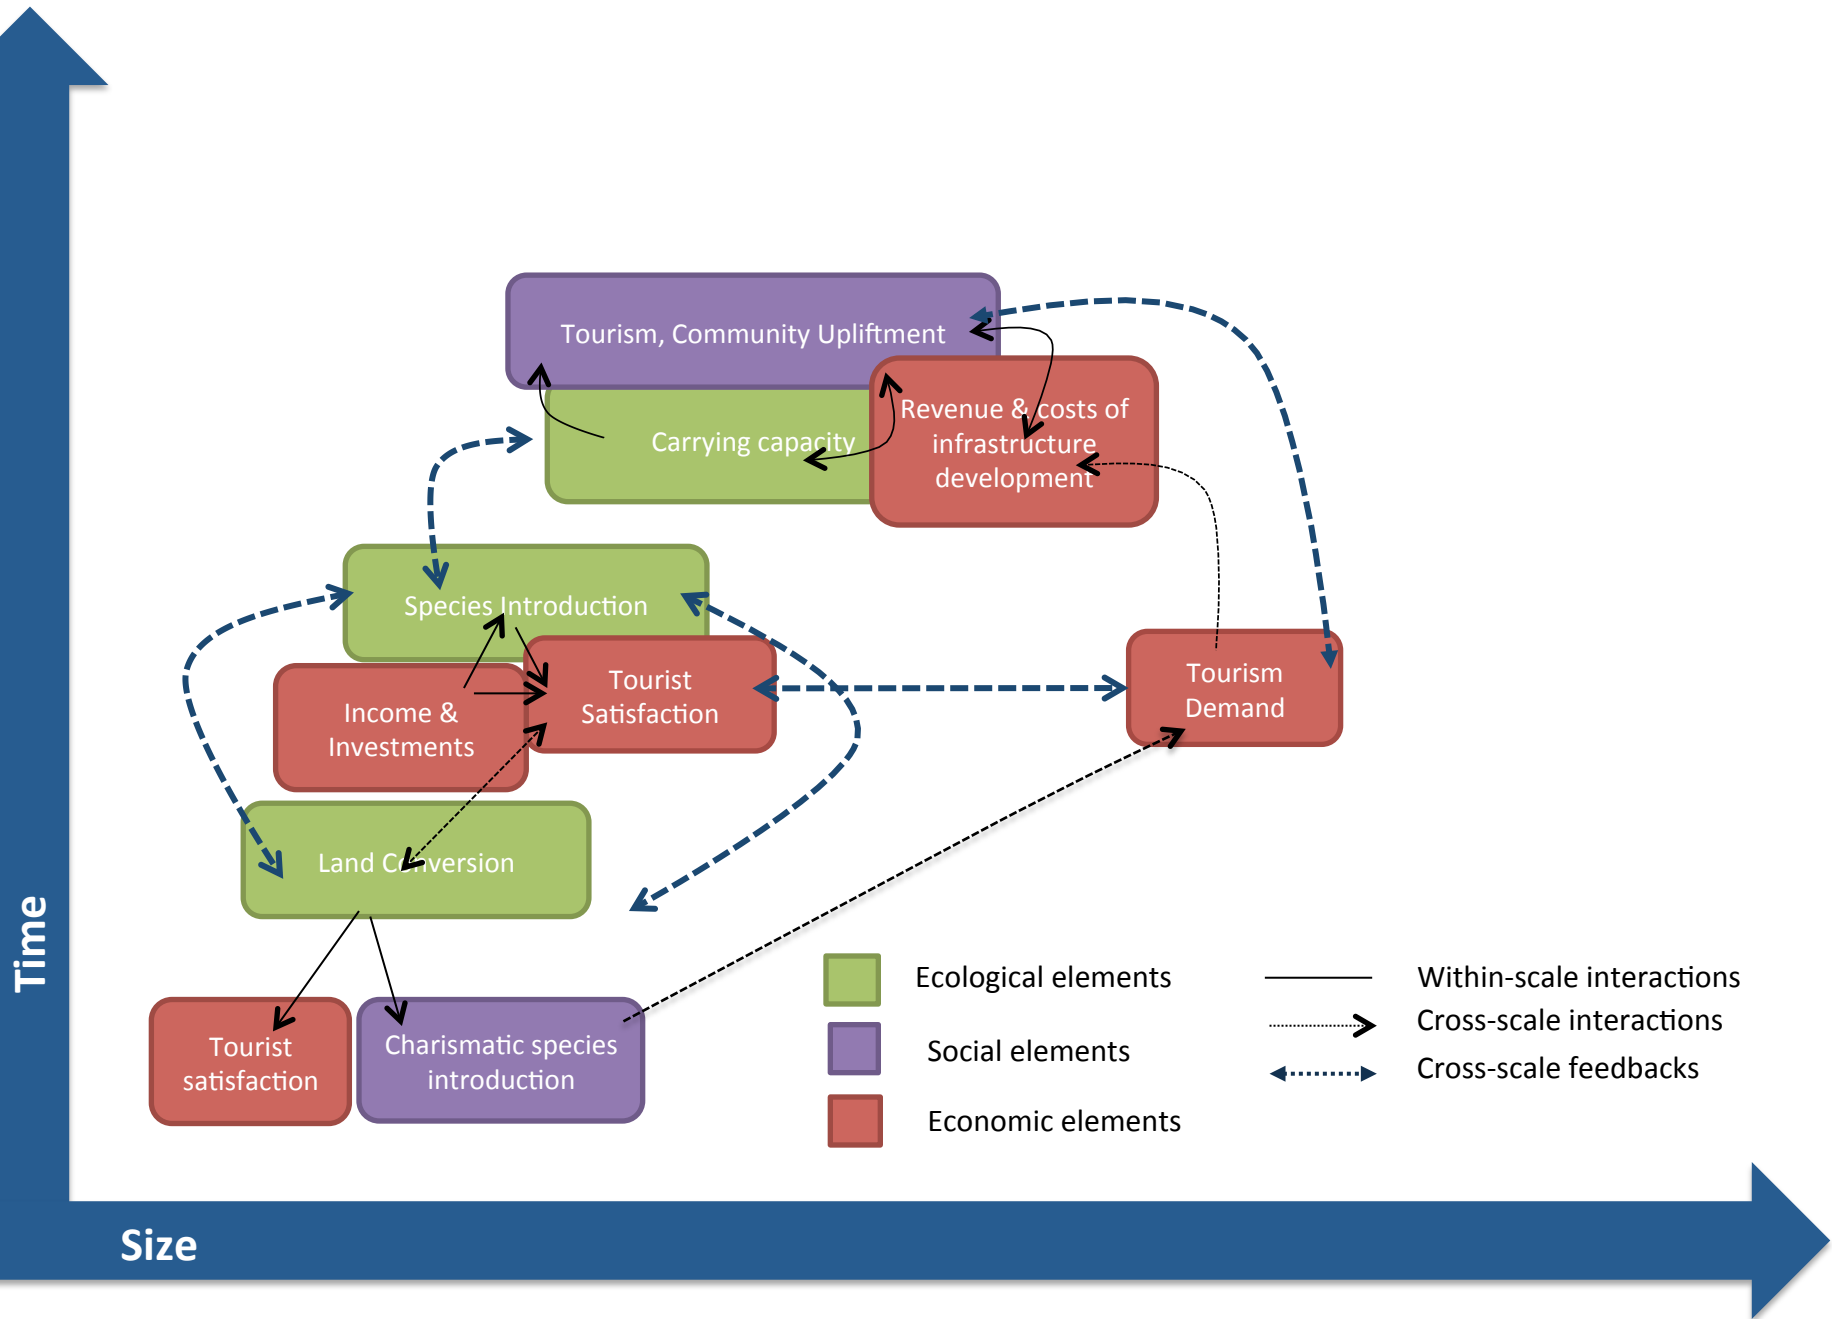 Tourism, Community Upliftment
Revenue & costs of
infrastructure
development
Carrying capacity
Species Introduction
Tourist
Satisfaction
Tourism
Demand
Income &
Investments
Land Conversion
Time
Tourist
satisfaction
Charismatic species
introduction
Ecological elements
Social elements
Economic elements
Within-scale interactions
Cross-scale interactions
Cross-scale feedbacks
Size